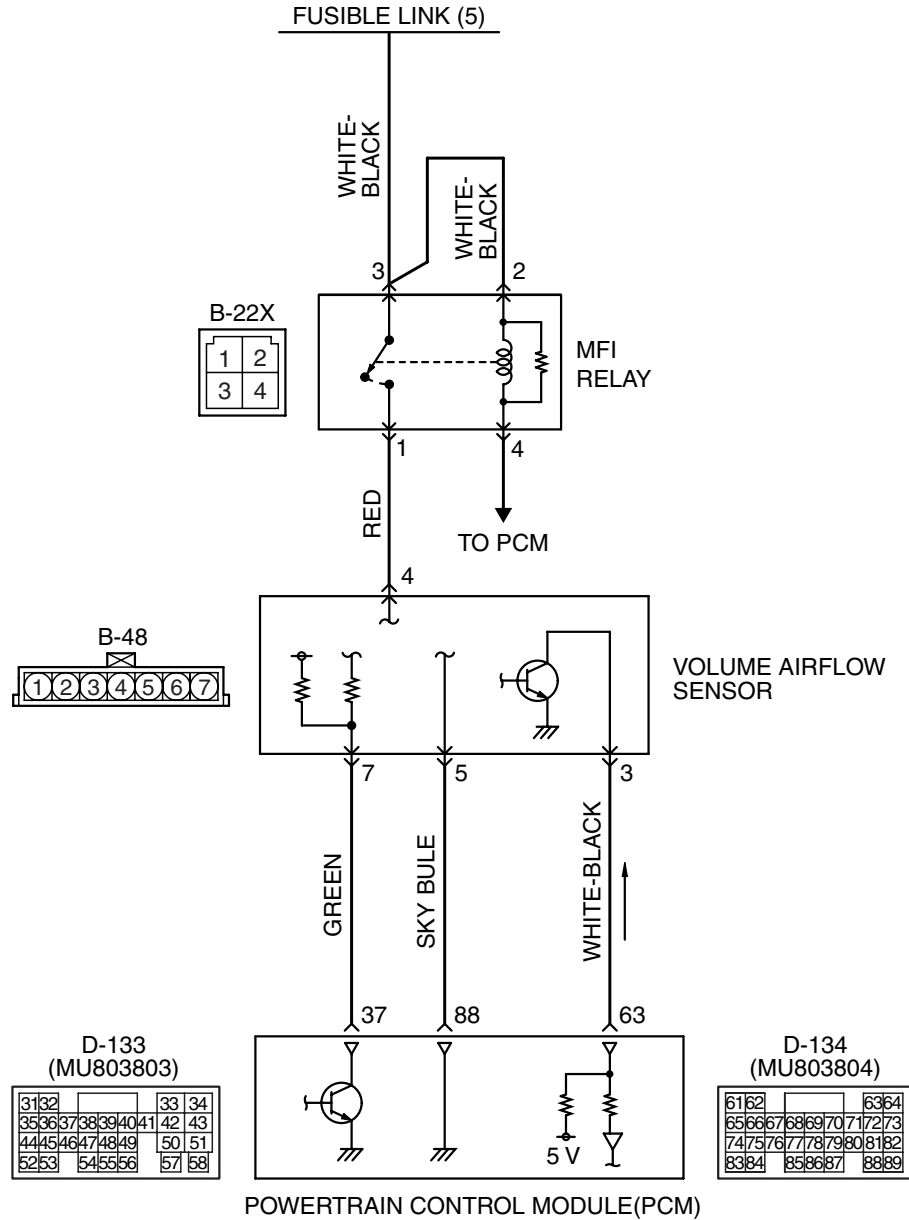 FUSIBLE LINK (5)
WHITE-
BLACK
WHITE-
BLACK
3
2
B-22X
1 2
3 4
MFI
RELAY
1
4
RED
TO PCM
4
B-48
1 2 3 4 5 6 7
VOLUME AIRFLOW
SENSOR
7
5
3
GREEN
SKY BULE
WHITE-BLACK
37
88
63
D-133
(MU803803)
31 32 33 34
35 36 37 38 39 40 41 42 43
44 45 46 47 48 49 50 51
52 53 54 55 56 57 58
5 V
D-134
(MU803804)
61 62 63 64
65 66 67 68 69 70 71 72 73
74 75 76 77 78 79 80 81 82
83 84 85 86 87 88 89
POWERTRAIN CONTROL MODULE(PCM)